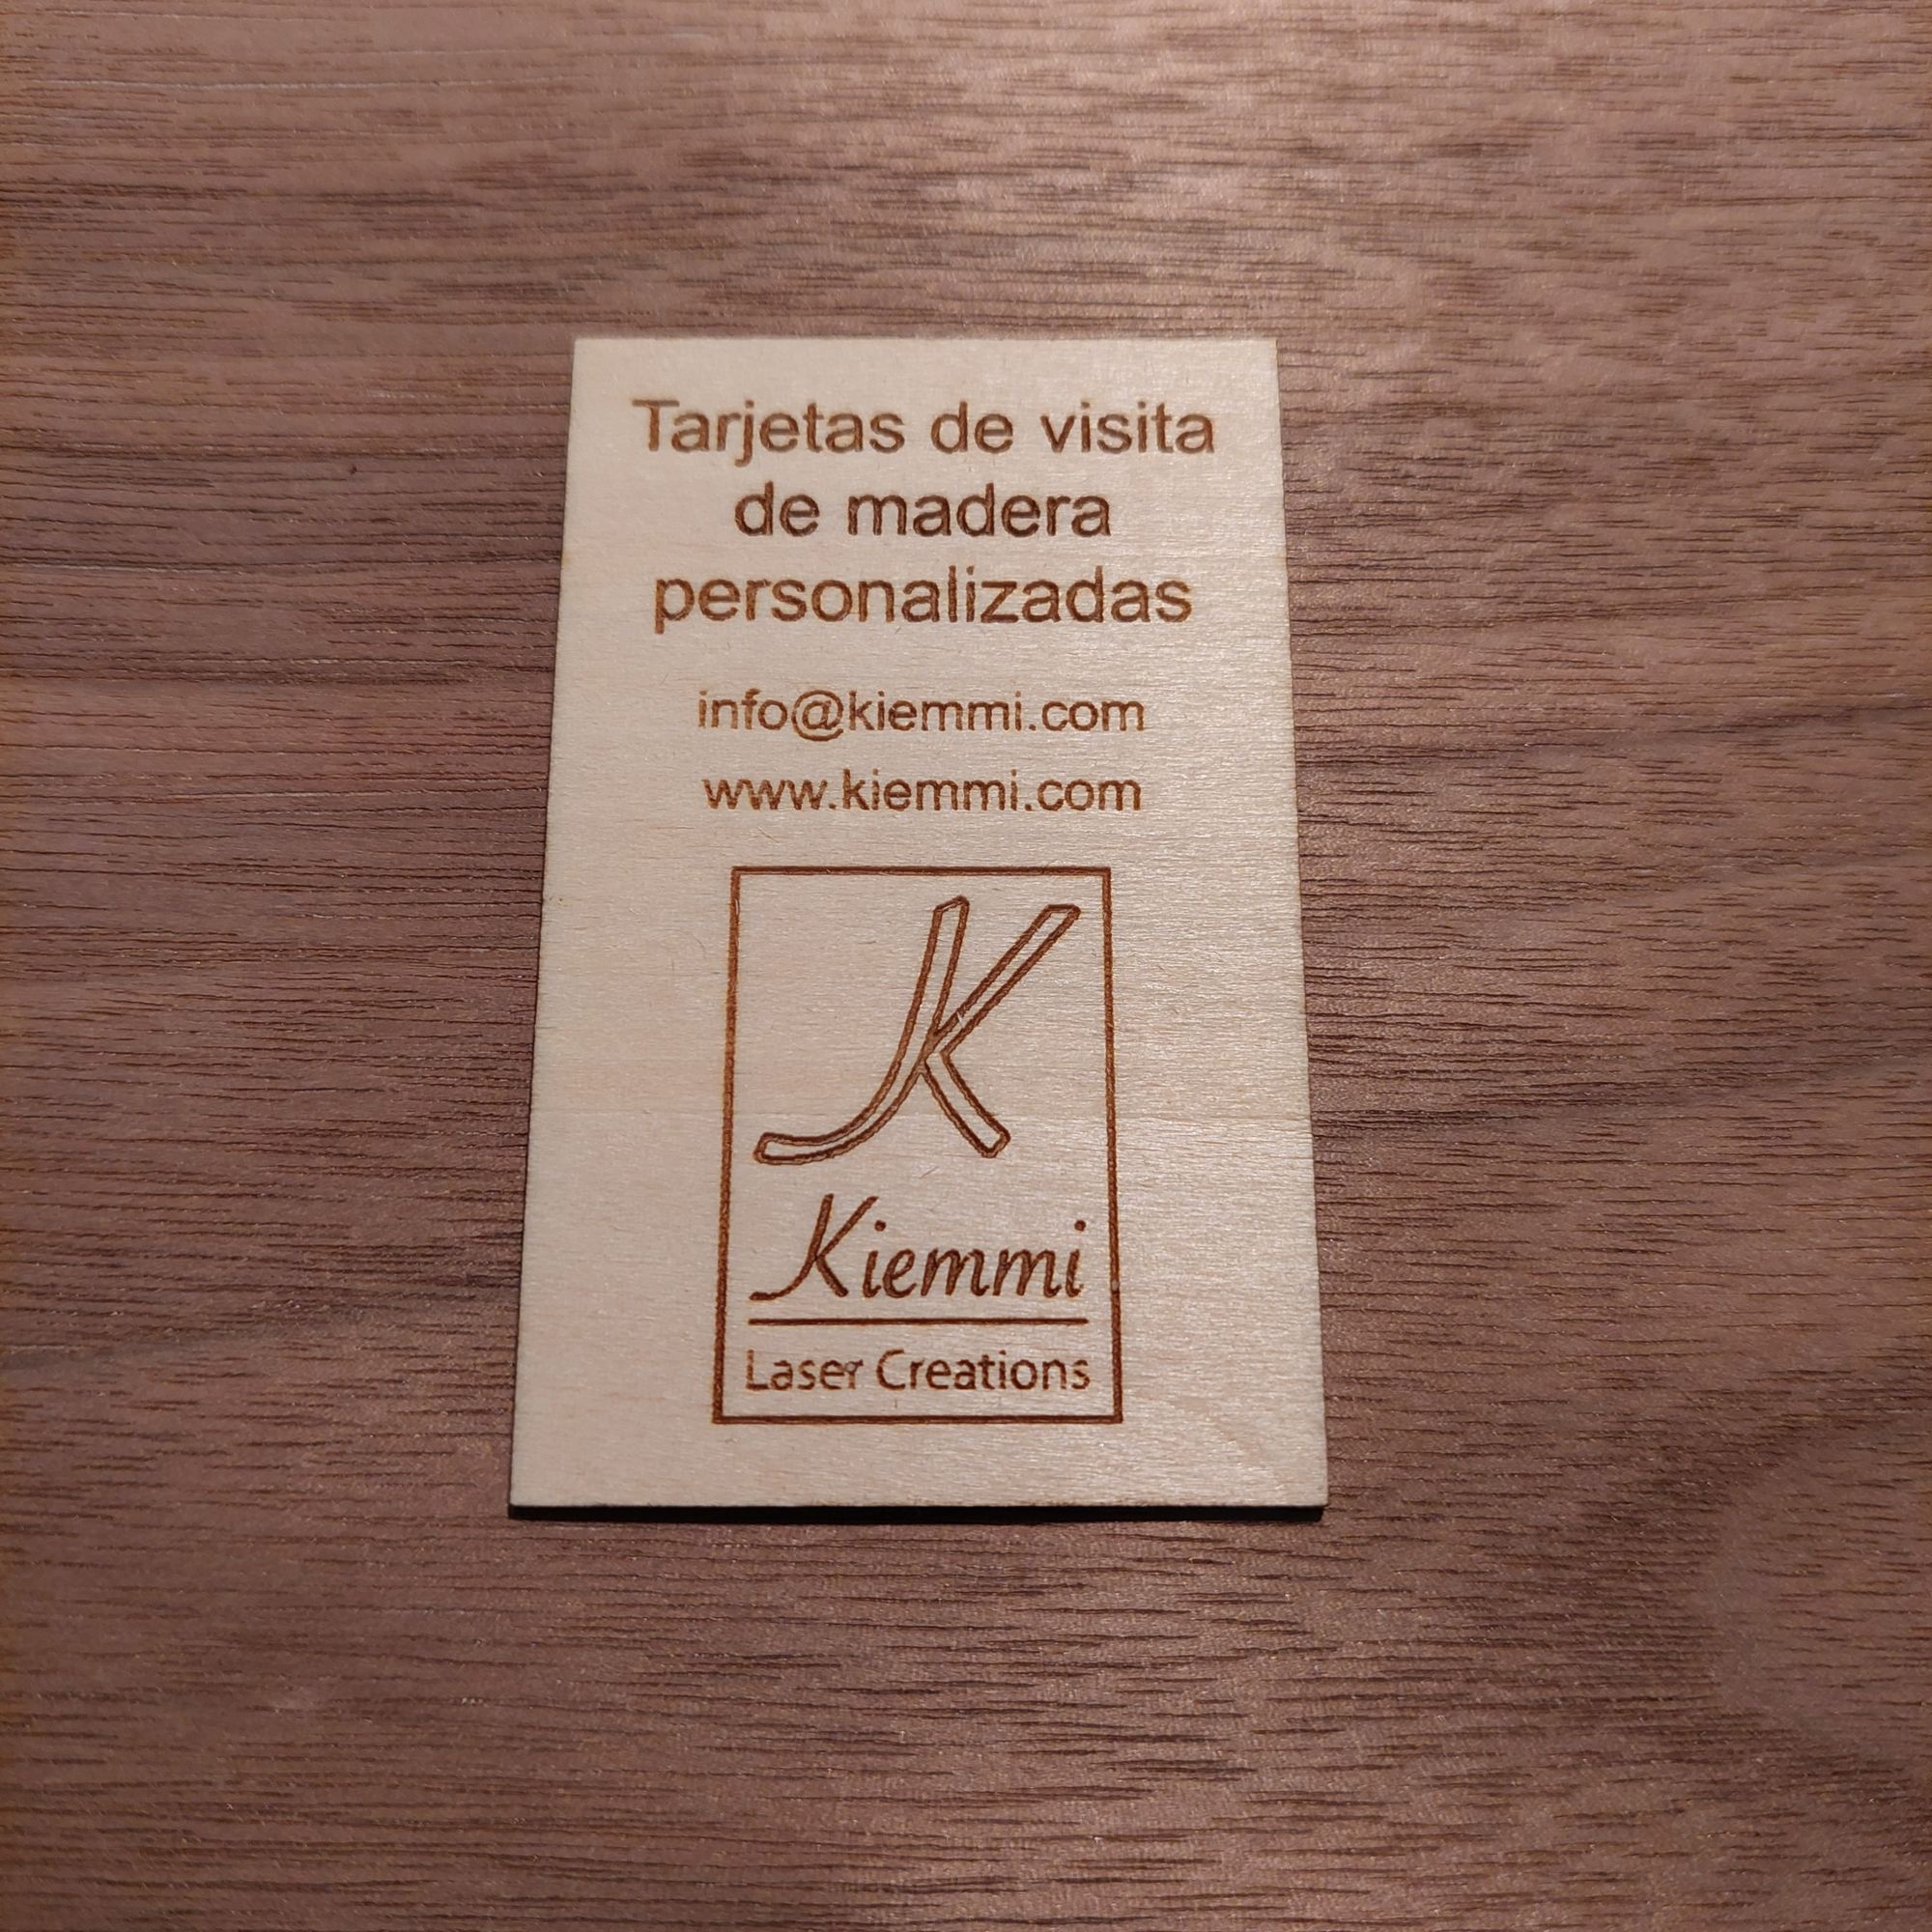 Tarjetas de visita
de madera
personalizadas
info@kiemmi.com
www.kiemmi.com
K
Kiemmi
Laser Creations